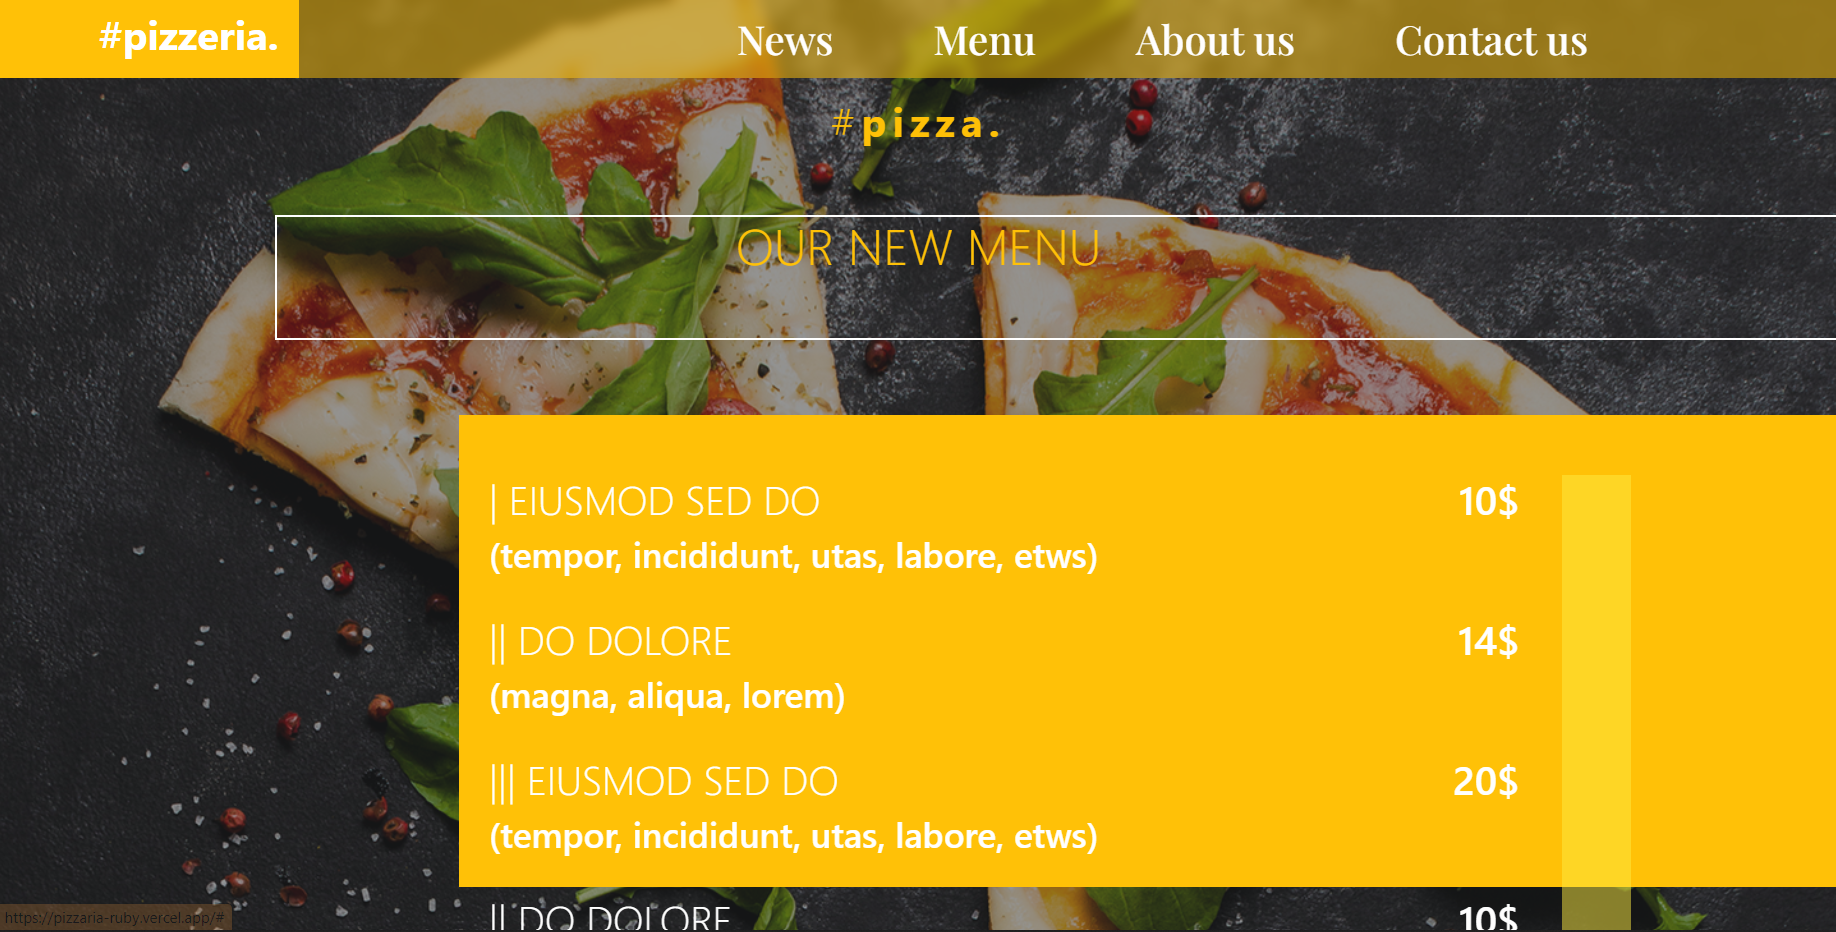 #pizzeria.
News Menu About us Contact us
#pizza.
OUR NEW MENU
| EIUSMOD SED DO 10$
(tempor, incididunt, utas, labore, etws)
|| DO DOLORE 14$
(magna, aliqua, lorem)
||| EIUSMOD SED DO 20$
(tempor, incididunt, utas, labore, etws)
|| DO DOLORE 10$
https://pizzaria-ruby.vercel.app/#